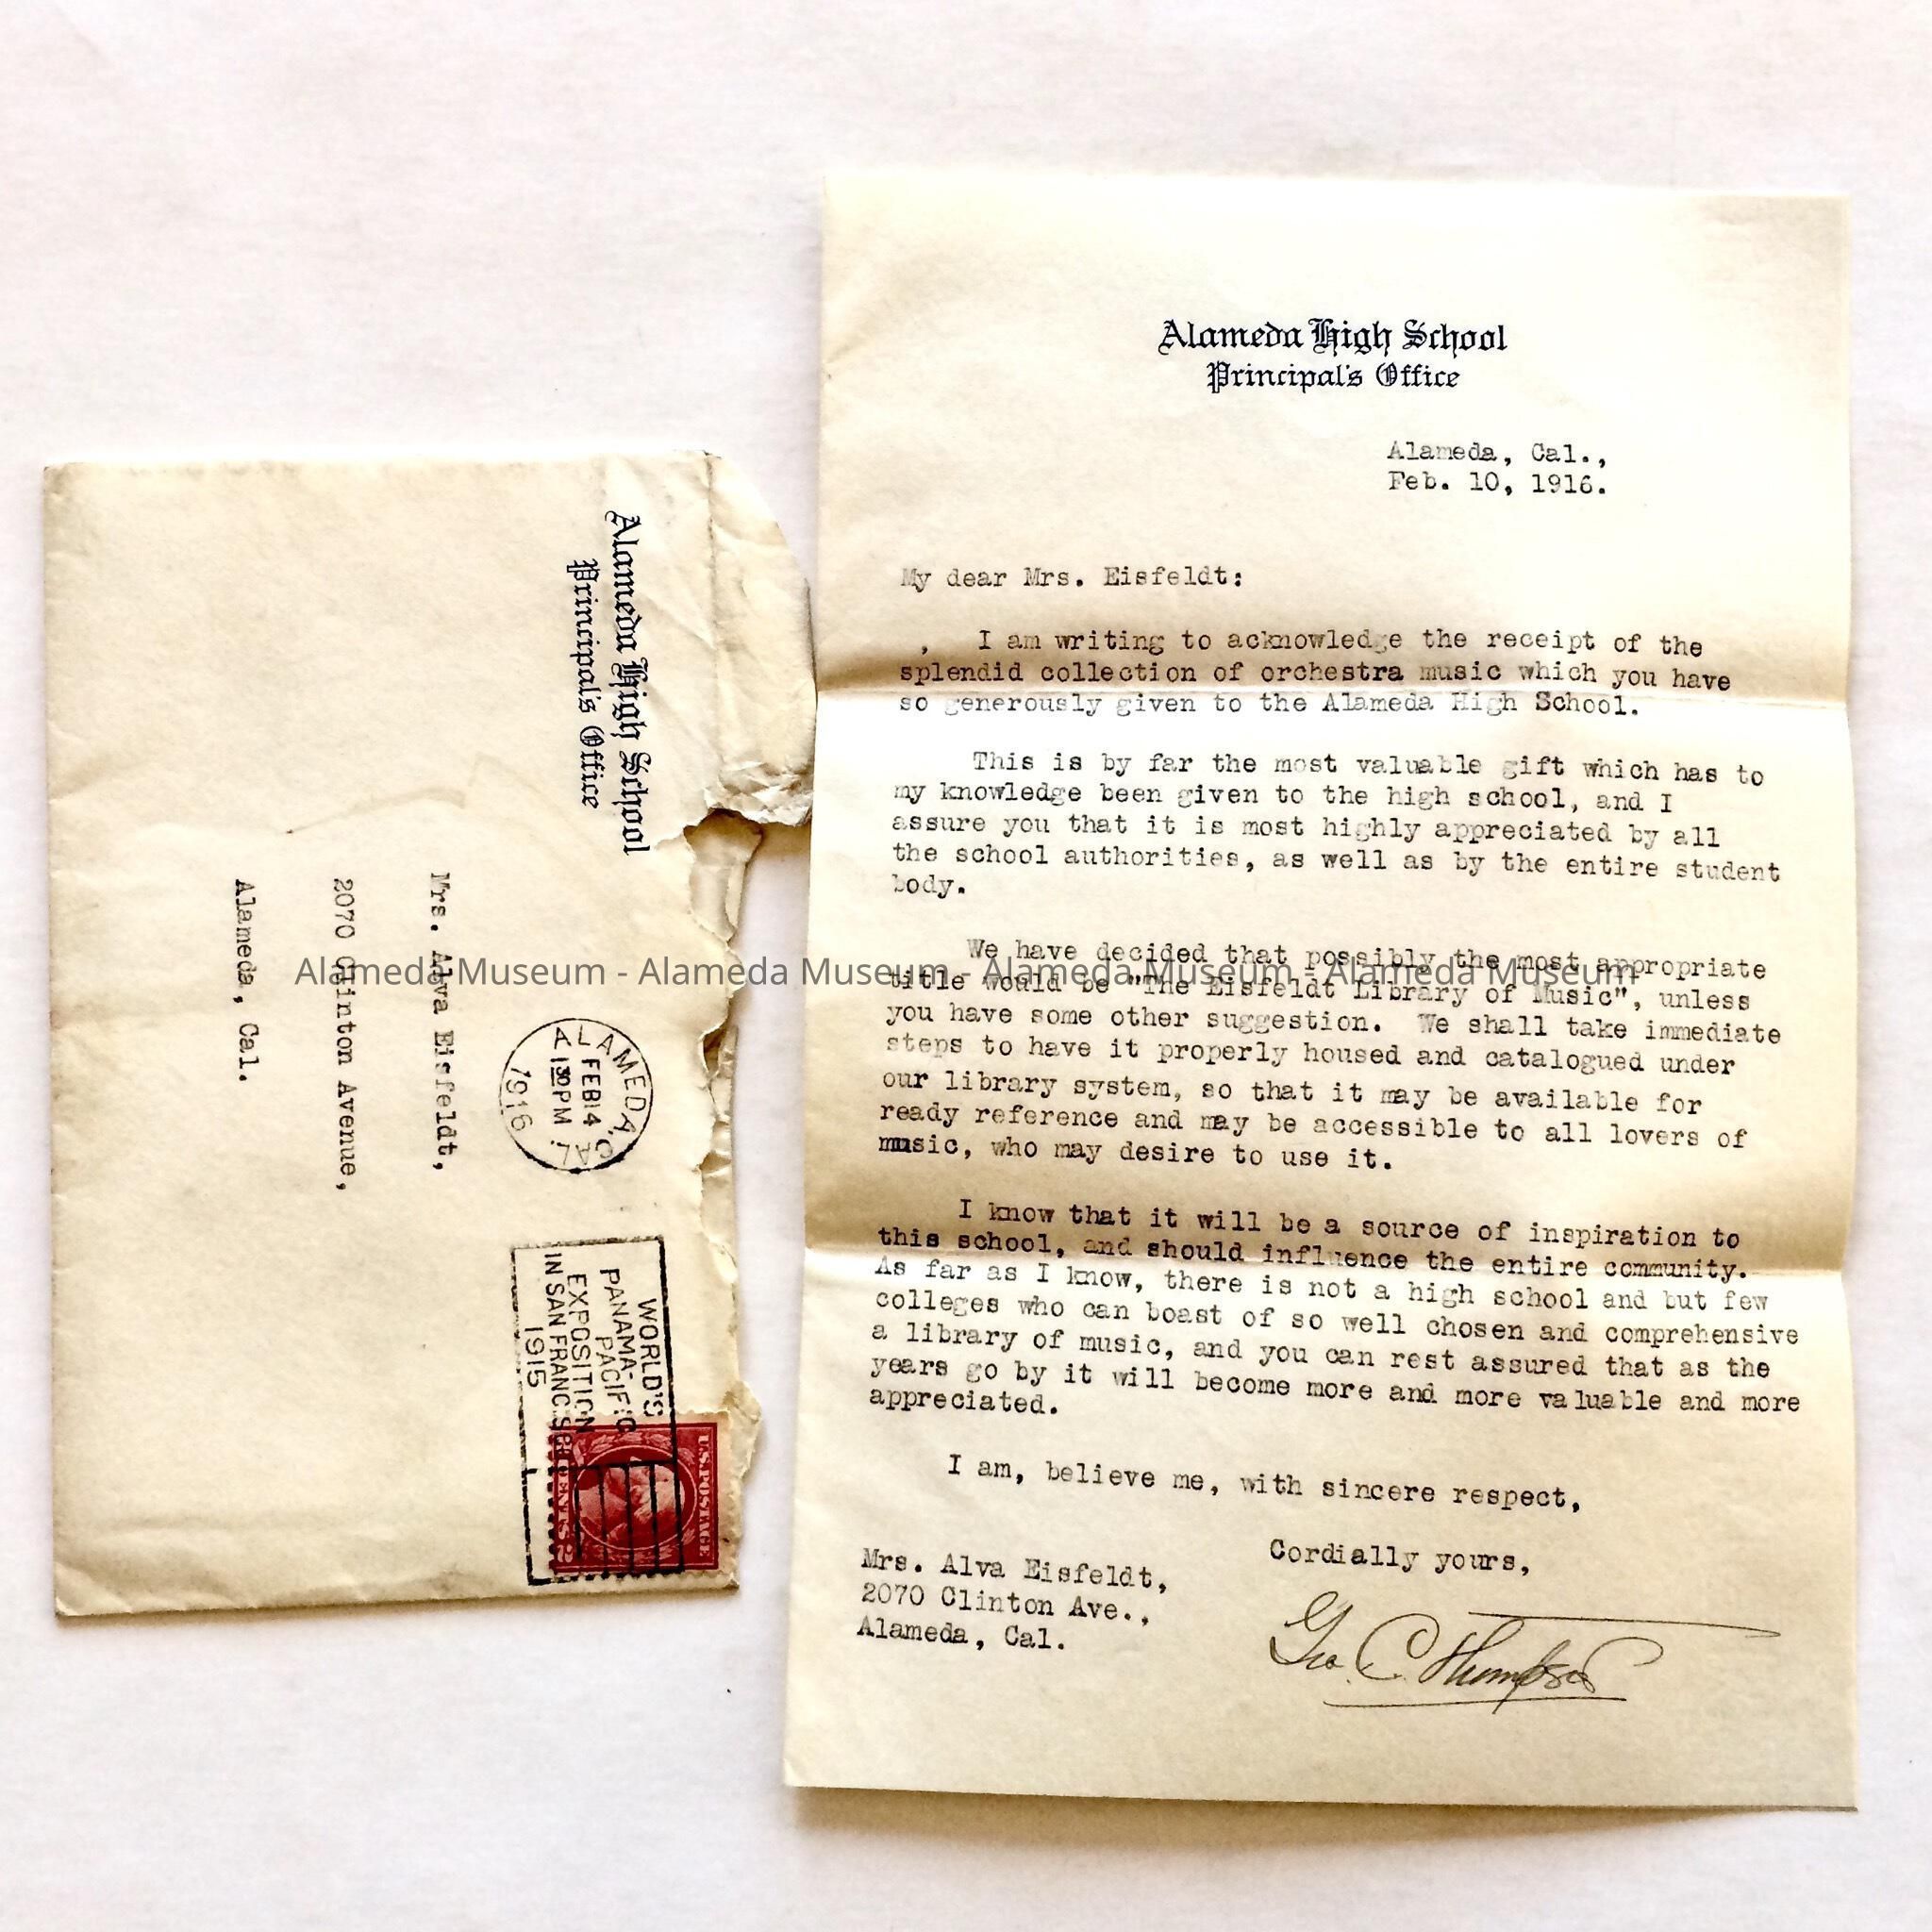 Alameda High School
Principal's Office
Mrs. Alva Eisfeldt,
2070 Clinton Avenue,
Alameda, Cal.
ALAMEDA, CAL.
FEB 14
1 30 PM
1916
WORLD'S
PANAMA-
PACIFIC
EXPOSITION
IN SAN FRANCISCO
1915
U.S. POSTAGE
2 CENTS 2
Alameda High School
Principal's Office
Alameda, Cal.,
Feb. 10, 1916.
My dear Mrs. Eisfeldt:
, I am writing to acknowledge the receipt of the
splendid collection of orchestra music which you have
so generously given to the Alameda High School.
This is by far the most valuable gift which has to
my knowledge been given to the high school, and I
assure you that it is most highly appreciated by all
the school authorities, as well as by the entire student
body.
We have decided that possibly the most appropriate
title would be "The Eisfeldt Library of Music", unless
you have some other suggestion. We shall take immediate
steps to have it properly housed and catalogued under
our library system, so that it may be available for
ready reference and may be accessible to all lovers of
music, who may desire to use it.
I know that it will be a source of inspiration to
this school, and should influence the entire community.
As far as I know, there is not a high school and but few
colleges who can boast of so well chosen and comprehensive
a library of music, and you can rest assured that as the
years go by it will become more and more valuable and more
appreciated.
I am, believe me, with sincere respect,
Cordially yours,
Geo. C. Thompson
Mrs. Alva Eisfeldt,
2070 Clinton Ave.,
Alameda, Cal.
Alameda Museum - Alameda Museum - Alameda Museum - Alameda Museum